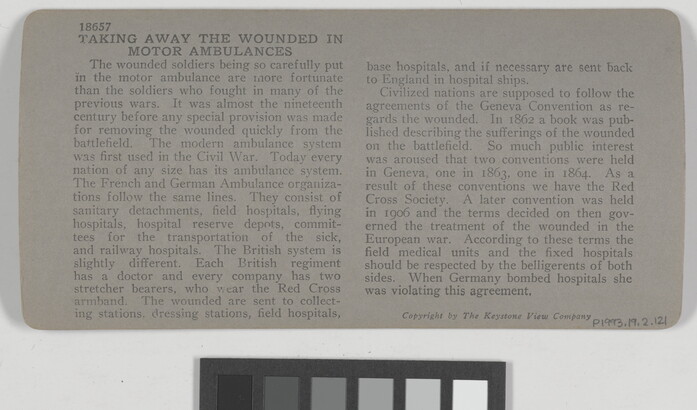 18657
TAKING AWAY THE WOUNDED IN
MOTOR AMBULANCES
The wounded soldiers being so carefully put
in the motor ambulance are more fortunate
than the soldiers who fought in many of the
previous wars. It was almost the nineteenth
century before any special provision was made
for removing the wounded quickly from the
battlefield. The modern ambulance system
was first used in the Civil War. Today every
nation of any size has its ambulance system.
The French and German Ambulance organiza-
tions follow the same lines. They consist of
sanitary detachments, field hospitals, flying
hospitals, hospital reserve depots, commit-
tees for the transportation of the sick,
and railway hospitals. The British system is
slightly different. Each British regiment
has a doctor and every company has two
stretcher bearers, who wear the Red Cross
armband. The wounded are sent to collect-
ing stations, dressing stations, field hospitals,
base hospitals, and if necessary are sent back
to England in hospital ships.
Civilized nations are supposed to follow the
agreements of the Geneva Convention as re-
gards the wounded. In 1862 a book was pub-
lished describing the sufferings of the wounded
on the battlefield. So much public interest
was aroused that two conventions were held
in Geneva, one in 1863, one in 1864. As a
result of these conventions we have the Red
Cross Society. A later convention was held
in 1906 and the terms decided on then gov-
erned the treatment of the wounded in the
European war. According to these terms the
field medical units and the fixed hospitals
should be respected by the belligerents of both
sides. When Germany bombed hospitals she
was violating this agreement.
Copyright by The Keystone View Company
P1993.19.2.121